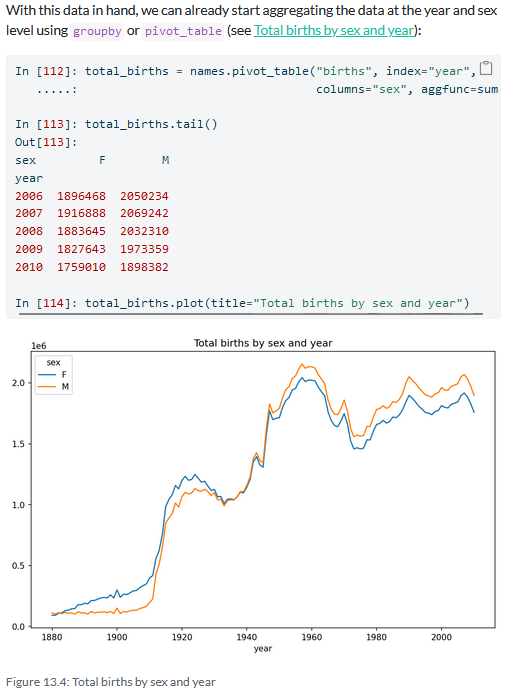 With this data in hand, we can already start aggregating the data at the year and sex
level using groupby or pivot_table (see Total births by sex and year):
In [112]: total_births = names.pivot_table("births", index="year",
.....: columns="sex", aggfunc=sum
In [113]: total_births.tail()
Out[113]:
sex F M
year
2006 1896468 2050234
2007 1916888 2069242
2008 1883645 2032310
2009 1827643 1973359
2010 1759010 1898382
In [114]: total_births.plot(title="Total births by sex and year")
Total births by sex and year
1e6
sex
F
M
2.0
1.5
1.0
0.5
0.0
1880 1900 1920 1940 1960 1980 2000
year
Figure 13.4: Total births by sex and year